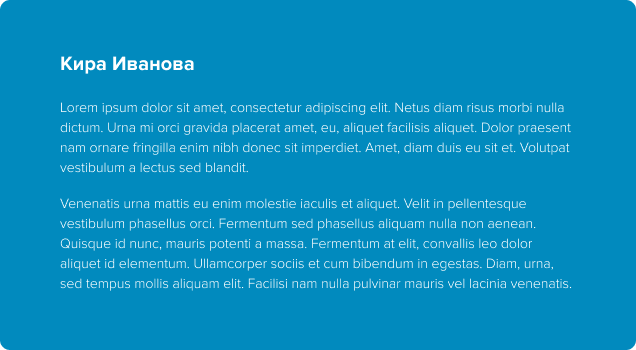 Кира Иванова
Lorem ipsum dolor sit amet, consectetur adipiscing elit. Netus diam risus morbi nulla
dictum. Urna mi orci gravida placerat amet, eu, aliquet facilisis aliquet. Dolor praesent
nam ornare fringilla enim nibh donec sit imperdiet. Amet, diam duis eu sit et. Volutpat
vestibulum a lectus sed blandit.
Venenatis urna mattis eu enim molestie iaculis et aliquet. Velit in pellentesque
vestibulum phasellus orci. Fermentum sed phasellus aliquam nulla non aenean.
Quisque id nunc, mauris potenti a massa. Fermentum at elit, convallis leo dolor
aliquet id elementum. Ullamcorper sociis et cum bibendum in egestas. Diam, urna,
sed tempus mollis aliquam elit. Facilisi nam nulla pulvinar mauris vel lacinia venenatis.